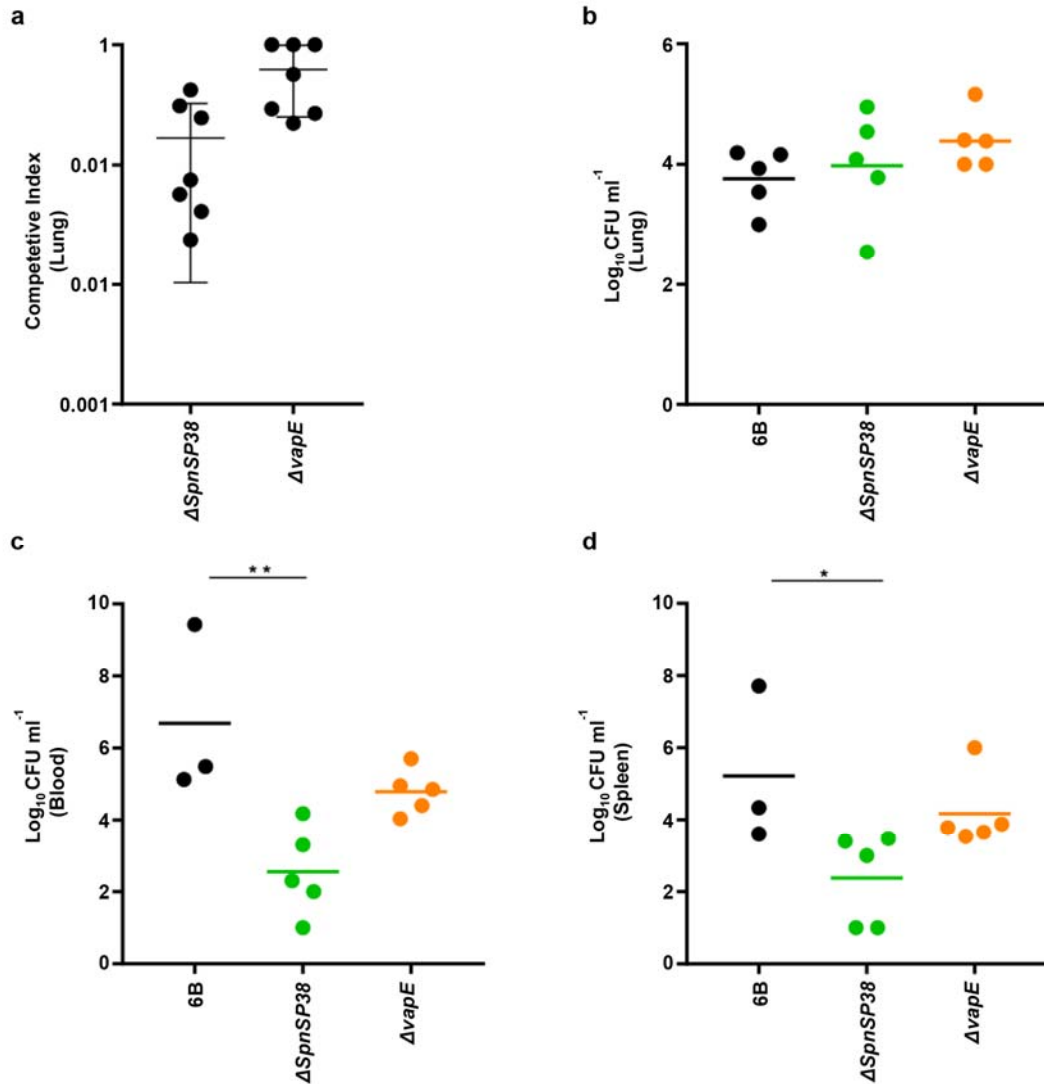 a
Competetive Index
(Lung)
1
0.01
0.01
0.001
ΔSpnSP38
ΔvapE
b
Log₁₀CFU ml⁻¹
(Lung)
6
4
2
0
6B
ΔSpnSP38
ΔvapE
c
**
Log₁₀CFU ml⁻¹
(Blood)
10
8
6
4
2
0
6B
ΔSpnSP38
ΔvapE
d
*
Log₁₀CFU ml⁻¹
(Spleen)
10
8
6
4
2
0
6B
ΔSpnSP38
ΔvapE